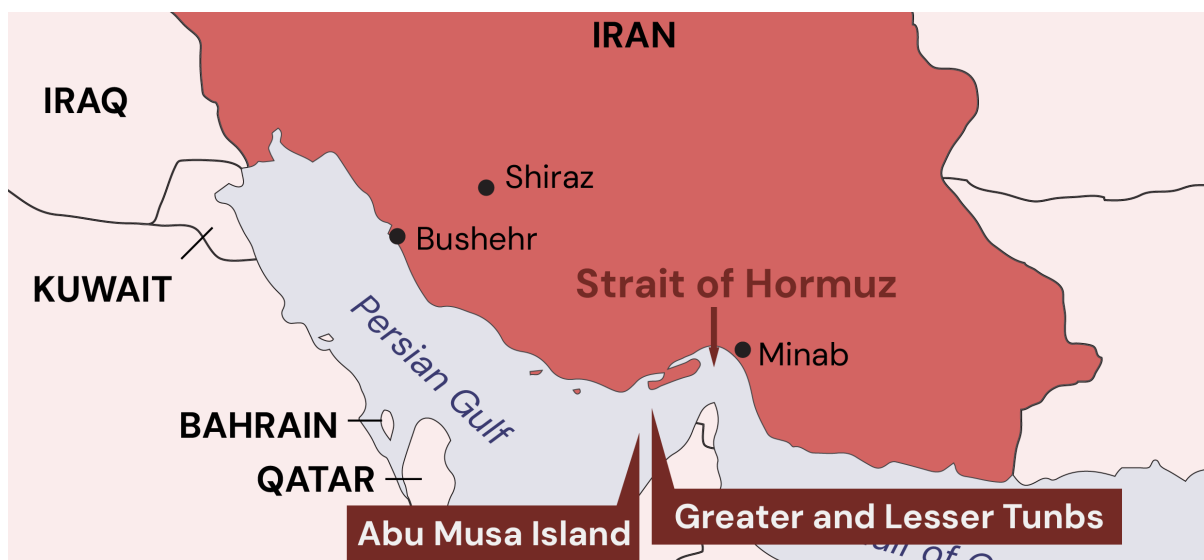 IRAN
IRAQ
Shiraz
Bushehr
KUWAIT
Strait of Hormuz
Persian Gulf
Minab
BAHRAIN
QATAR
Greater and Lesser Tunbs
Abu Musa Island
of